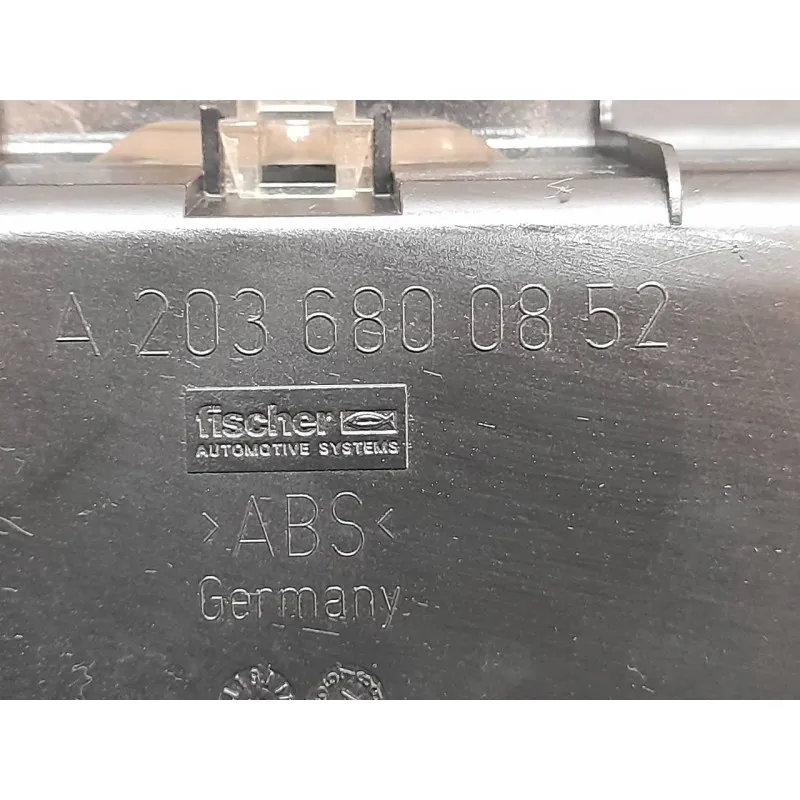 A 203 680 08 52
fischer
AUTOMOTIVE SYSTEMS
>ABS<
Germany